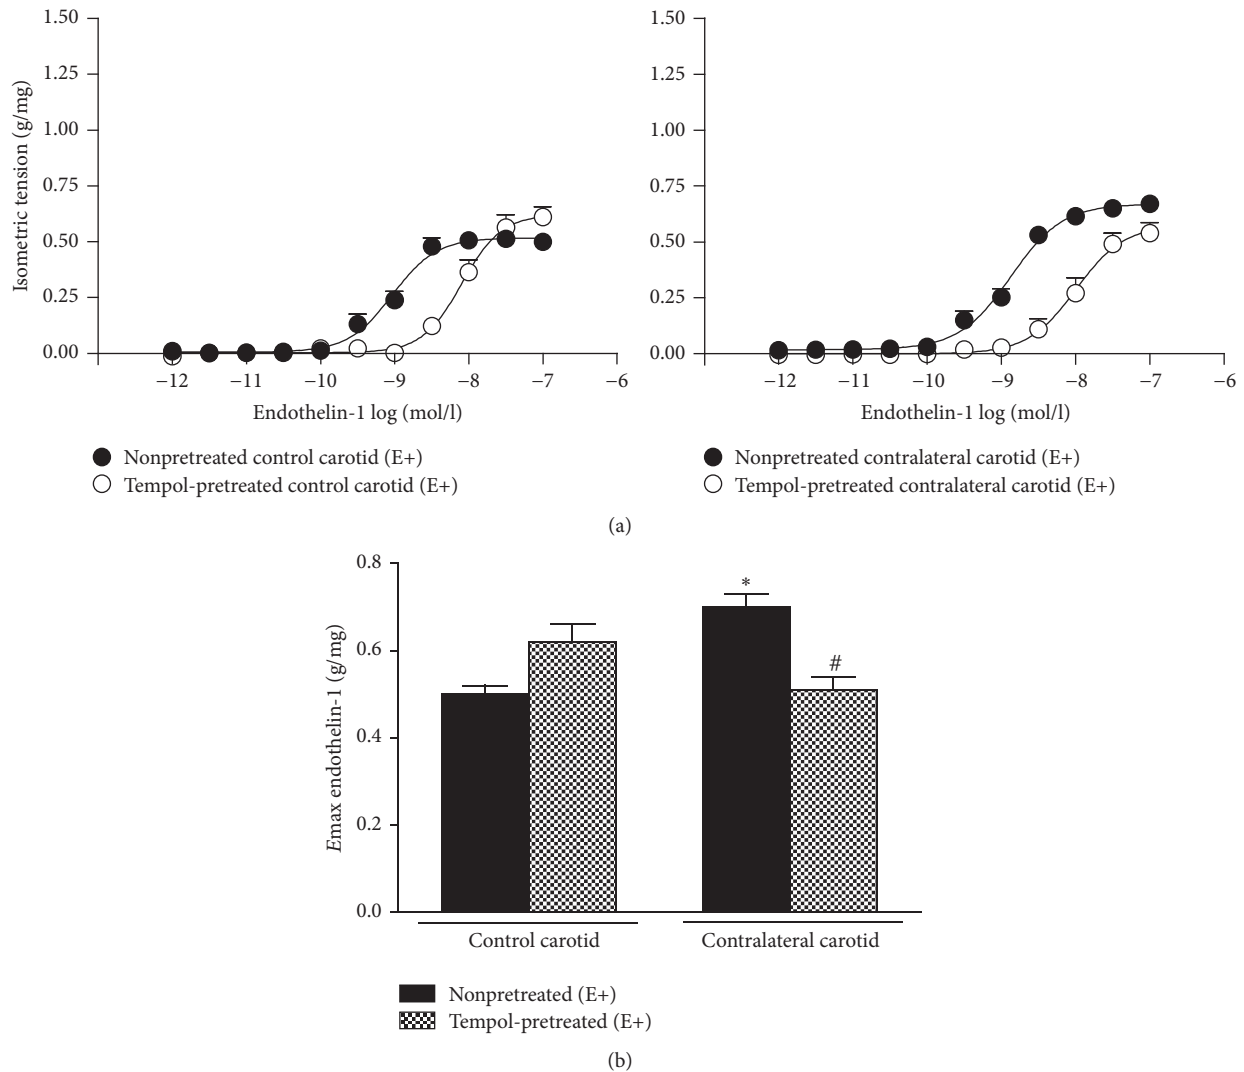 1.50
1.25
1.00
0.75
0.50
0.25
0.00
Isometric tension (g/mg)
−12 −11 −10 −9 −8 −7 −6
Endothelin-1 log (mol/l)
Nonpretreated control carotid (E+)
Tempol-pretreated control carotid (E+)
1.50
1.25
1.00
0.75
0.50
0.25
0.00
−12 −11 −10 −9 −8 −7 −6
Endothelin-1 log (mol/l)
Nonpretreated contralateral carotid (E+)
Tempol-pretreated contralateral carotid (E+)
(a)
0.8
0.6
0.4
0.2
0.0
Emax endothelin-1 (g/mg)
*
#
Control carotid
Contralateral carotid
Nonpretreated (E+)
Tempol-pretreated (E+)
(b)